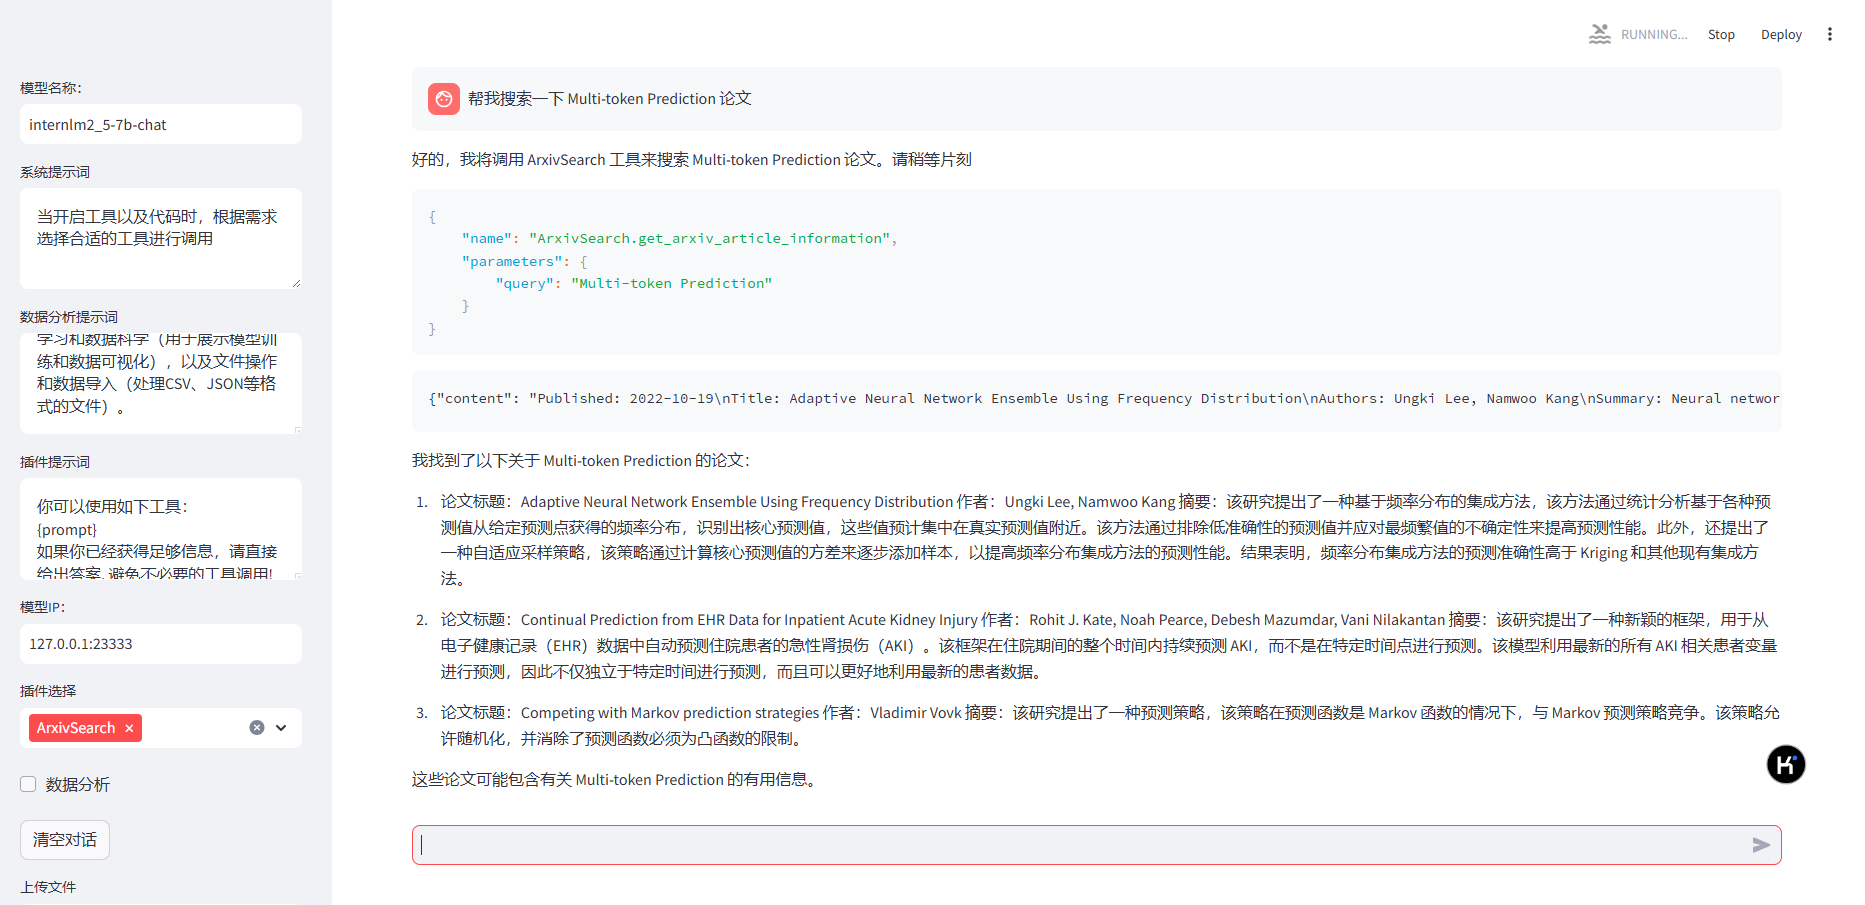 RUNNING...
Stop
Deploy
模型名称：
internlm2_5-7b-chat
系统提示词
当开启工具以及代码时，根据需求
选择合适的工具进行调用
数据分析提示词
学习和数据科学（用于展示模型训
练和数据可视化），以及文件操作
和数据导入（处理CSV、JSON等格
式的文件）。
插件提示词
你可以使用如下工具：
{prompt}
如果你已经获得足够信息，请直接
给出答案. 避免不必要的工具调用!
模型IP：
127.0.0.1:23333
插件选择
ArxivSearch ×
数据分析
清空对话
上传文件
帮我搜索一下 Multi-token Prediction 论文
好的，我将调用 ArxivSearch 工具来搜索 Multi-token Prediction 论文。请稍等片刻
{
"name": "ArxivSearch.get_arxiv_article_information",
"parameters": {
"query": "Multi-token Prediction"
}
}
{"content": "Published: 2022-10-19\nTitle: Adaptive Neural Network Ensemble Using Frequency Distribution\nAuthors: Ungki Lee, Namwoo Kang\nSummary: Neural networ
我找到了以下关于 Multi-token Prediction 的论文：
1. 论文标题：Adaptive Neural Network Ensemble Using Frequency Distribution 作者：Ungki Lee, Namwoo Kang 摘要：该研究提出了一种基于频率分布的集成方法，该方法通过统计分析基于各种预
测值从给定预测点获得的频率分布，识别出核心预测值，这些值预计集中在真实预测值附近。该方法通过排除低准确性的预测值并应对最频繁值的不确定性来提高预测性能。此外，还提出了
一种自适应采样策略，该策略通过计算核心预测值的方差来逐步添加样本，以提高频率分布集成方法的预测性能。结果表明，频率分布集成方法的预测准确性高于 Kriging 和其他现有集成方
法。
2. 论文标题：Continual Prediction from EHR Data for Inpatient Acute Kidney Injury 作者：Rohit J. Kate, Noah Pearce, Debesh Mazumdar, Vani Nilakantan 摘要：该研究提出了一种新颖的框架，用于从
电子健康记录（EHR）数据中自动预测住院患者的急性肾损伤（AKI）。该框架在住院期间的整个时间内持续预测 AKI，而不是在特定时间点进行预测。该模型利用最新的所有 AKI 相关患者变量
进行预测，因此不仅独立于特定时间进行预测，而且可以更好地利用最新的患者数据。
3. 论文标题：Competing with Markov prediction strategies 作者：Vladimir Vovk 摘要：该研究提出了一种预测策略，该策略在预测函数是 Markov 函数的情况下，与 Markov 预测策略竞争。该策略允
许随机化，并消除了预测函数必须为凸函数的限制。
这些论文可能包含有关 Multi-token Prediction 的有用信息。
K